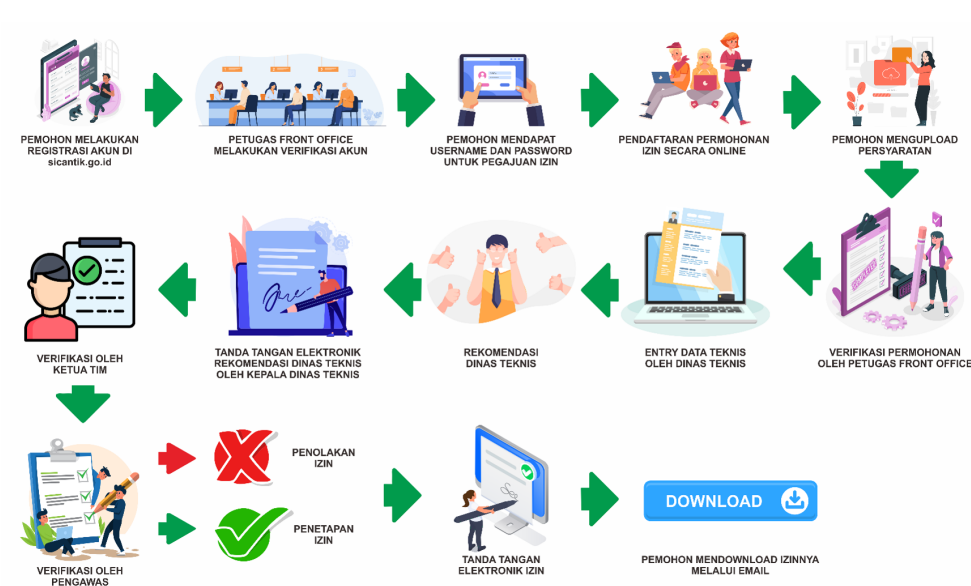 PEMOHON MELAKUKAN
REGISTRASI AKUN DI
sicantik.go.id
PETUGAS FRONT OFFICE
MELAKUKAN VERIFIKASI AKUN
PEMOHON MENDAPAT
USERNAME DAN PASSWORD
UNTUK PEGAJUAN IZIN
PENDAFTARAN PERMOHONAN
IZIN SECARA ONLINE
PEMOHON MENGUPLOAD
PERSYARATAN
VERIFIKASI PERMOHONAN
OLEH PETUGAS FRONT OFFICE
ENTRY DATA TEKNIS
OLEH DINAS TEKNIS
REKOMENDASI
DINAS TEKNIS
TANDA TANGAN ELEKTRONIK
REKOMENDASI DINAS TEKNIS
OLEH KEPALA DINAS TEKNIS
VERIFIKASI OLEH
KETUA TIM
VERIFIKASI OLEH
PENGAWAS
PENOLAKAN
IZIN
PENETAPAN
IZIN
TANDA TANGAN
ELEKTRONIK IZIN
DOWNLOAD
PEMOHON MENDOWNLOAD IZINNYA
MELALUI EMAIL